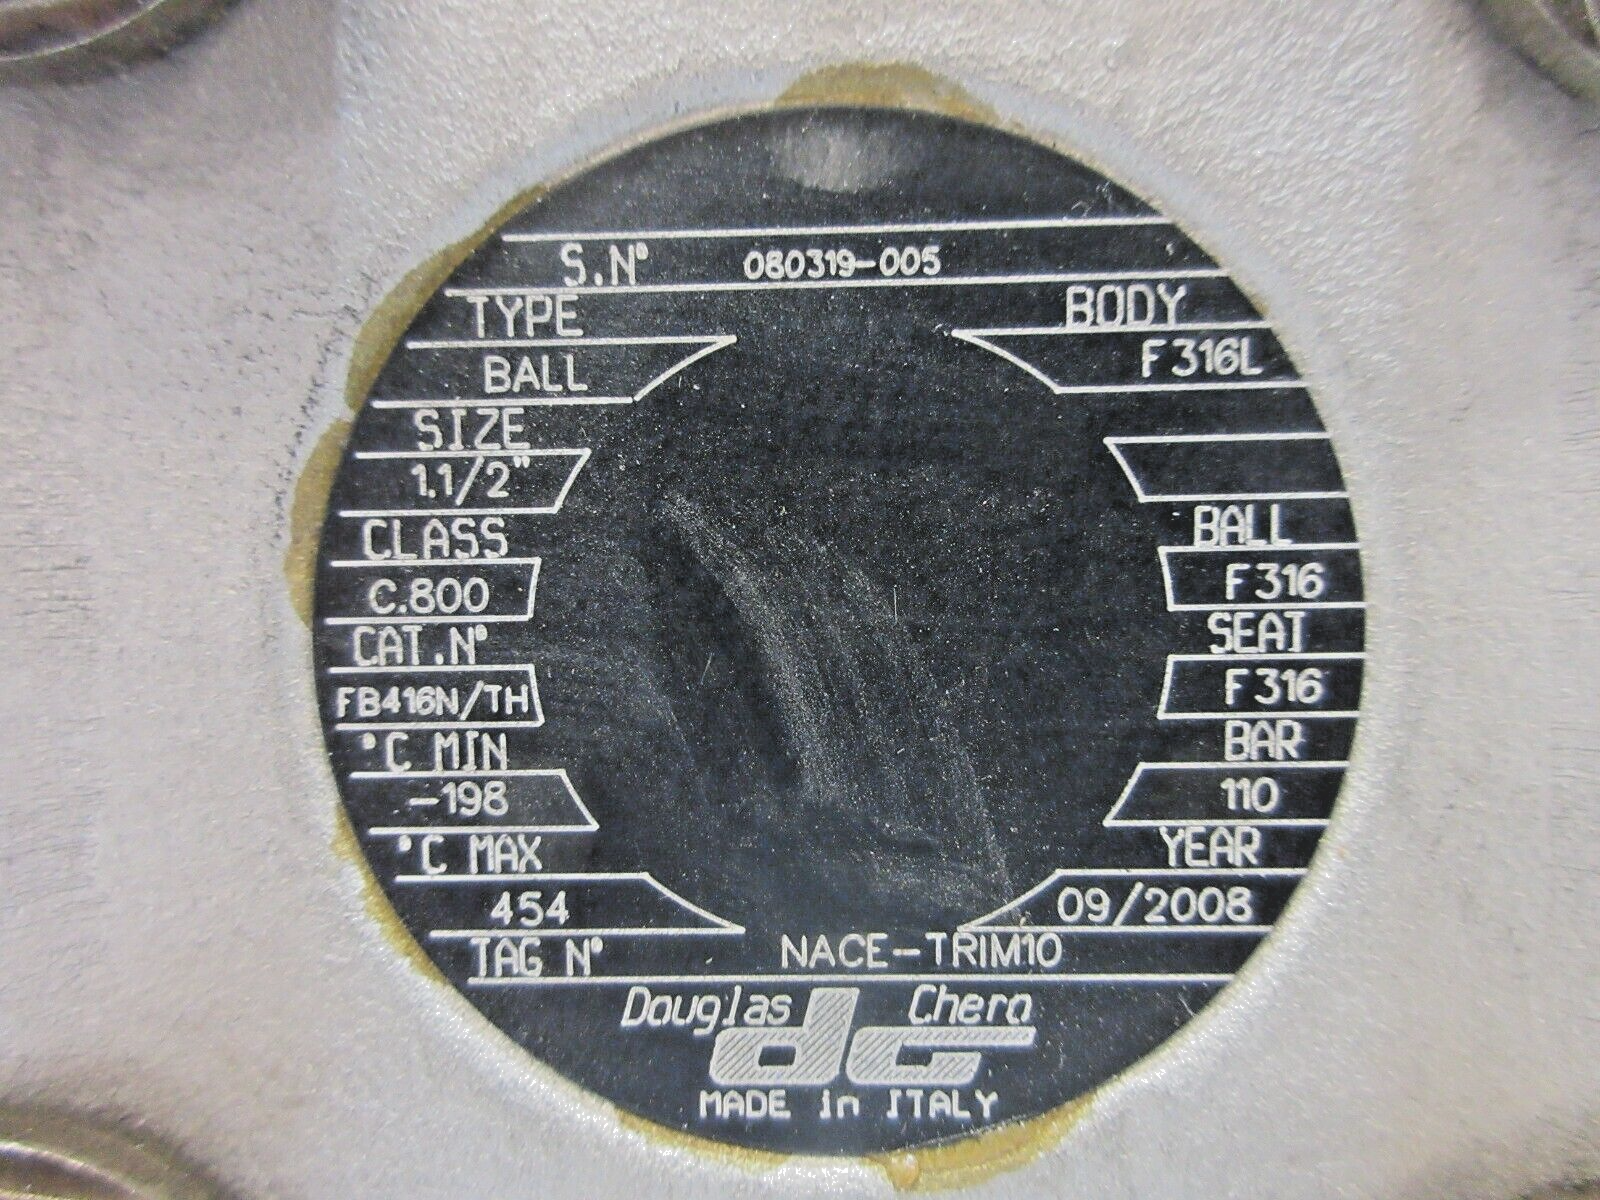 S.N° 080319-005
TYPE BODY
BALL F316L
SIZE
1.1/2"
CLASS BALL
C.800 F316
CAT.N° SEAT
FB416N/TH F316
°C MIN BAR
-198 110
°C MAX YEAR
454 09/2008
TAG N° NACE-TRIM10
Douglas Chero
dc
MADE in ITALY